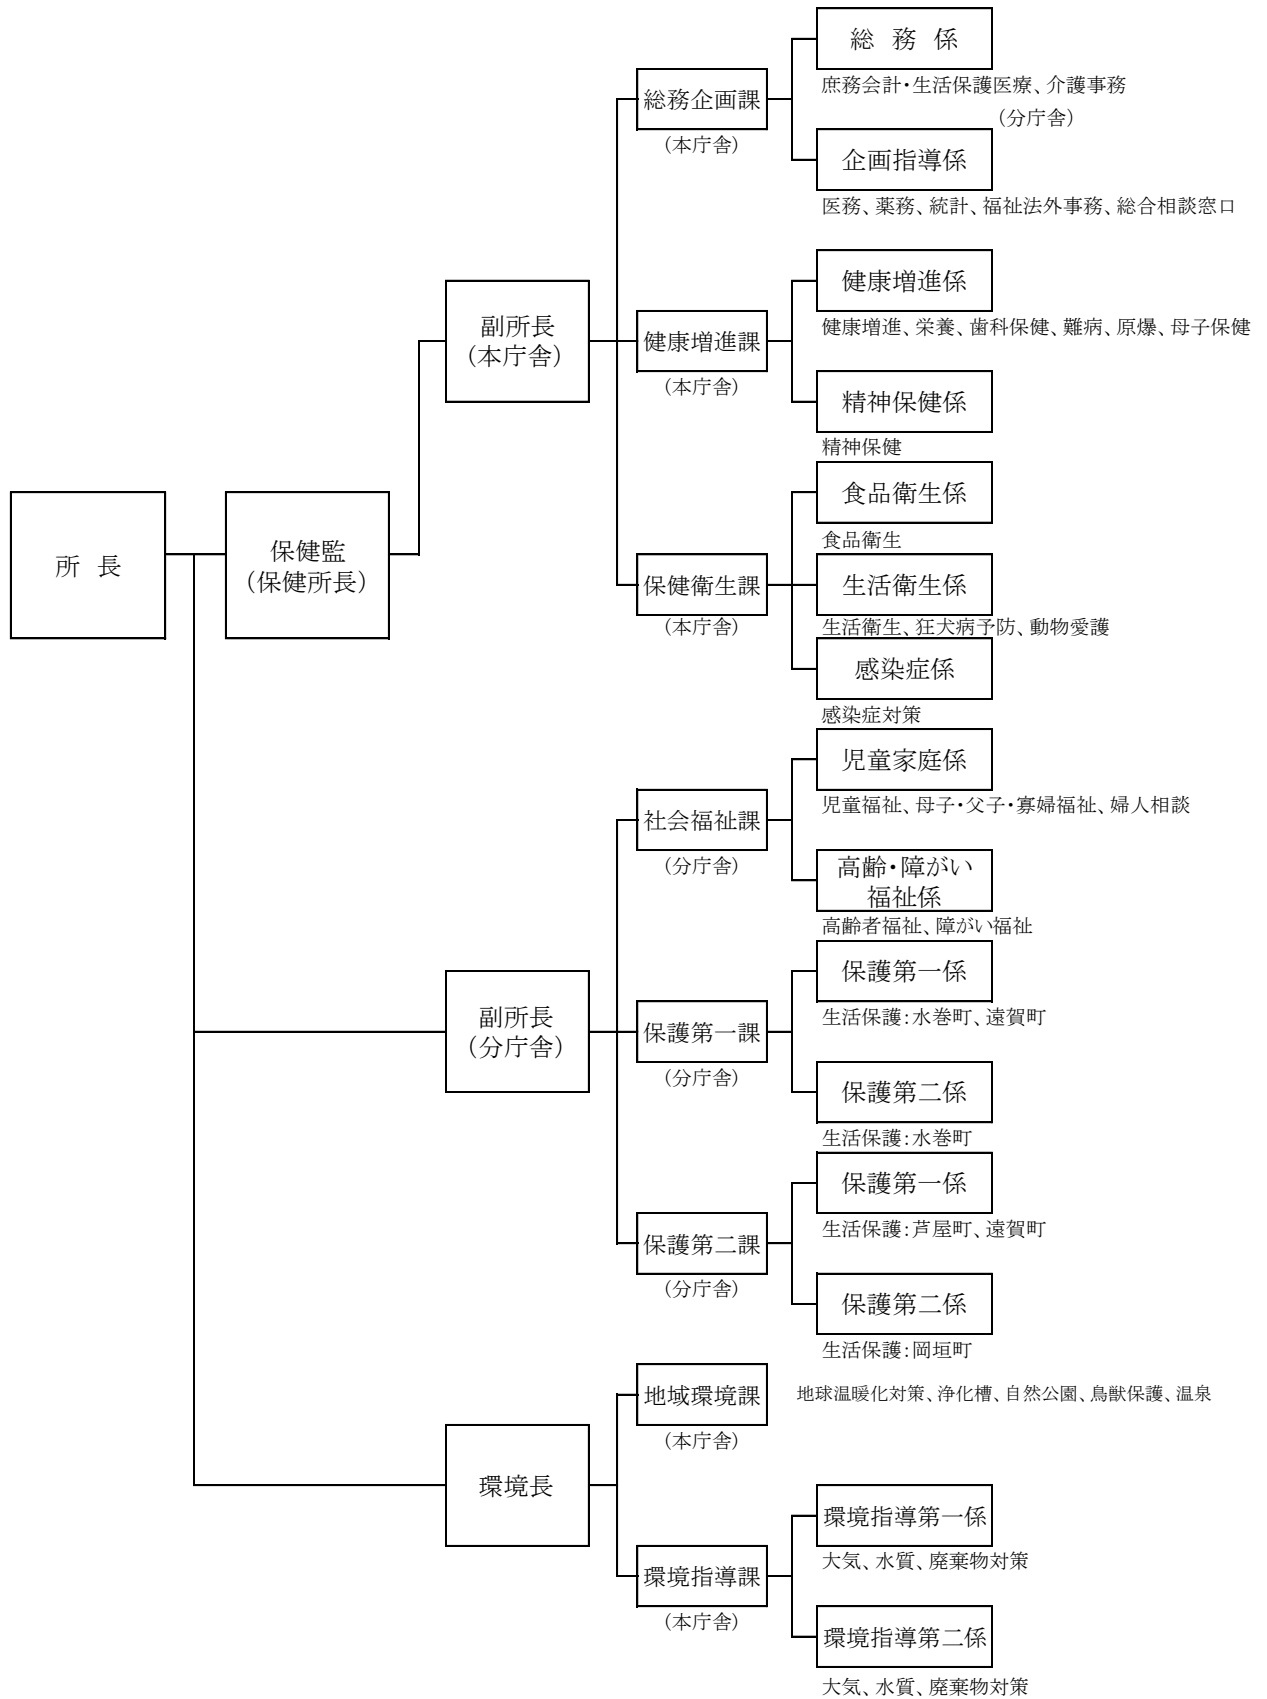 所 長
保健監
（保健所長）
副所長
（本庁舎）
総務企画課
（本庁舎）
総 務 係
庶務会計・生活保護医療、介護事務
（分庁舎）
企画指導係
医務、薬務、統計、福祉法外事務、総合相談窓口
健康増進課
（本庁舎）
健康増進係
健康増進、栄養、歯科保健、難病、原爆、母子保健
精神保健係
精神保健
保健衛生課
（本庁舎）
食品衛生係
食品衛生
生活衛生係
生活衛生、狂犬病予防、動物愛護
感染症係
感染症対策
副所長
（分庁舎）
社会福祉課
（分庁舎）
児童家庭係
児童福祉、母子・父子・寡婦福祉、婦人相談
高齢・障がい
福祉係
高齢者福祉、障がい福祉
保護第一課
（分庁舎）
保護第一係
生活保護：水巻町、遠賀町
保護第二係
生活保護：水巻町
保護第二課
（分庁舎）
保護第一係
生活保護：芦屋町、遠賀町
保護第二係
生活保護：岡垣町
環境長
地域環境課
（本庁舎）
地球温暖化対策、浄化槽、自然公園、鳥獣保護、温泉
環境指導課
（本庁舎）
環境指導第一係
大気、水質、廃棄物対策
環境指導第二係
大気、水質、廃棄物対策